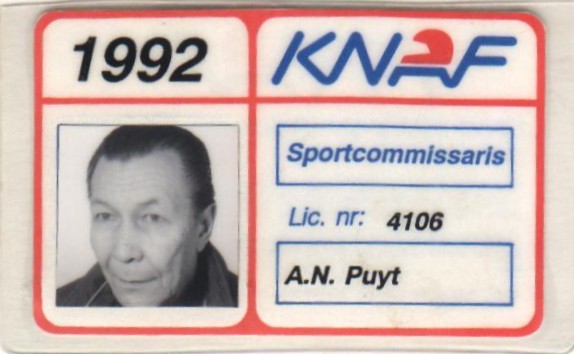 1992
KNAF
Sportcommissaris
Lic. nr: 4106
A.N. Puyt